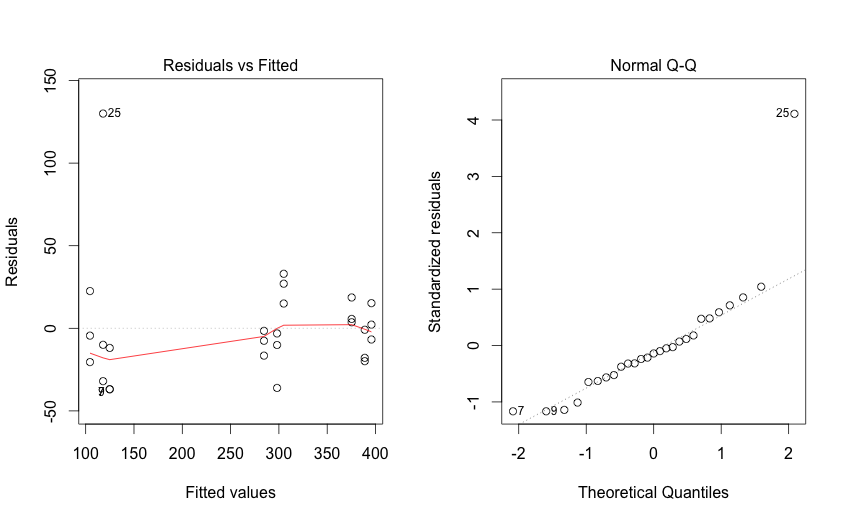 Residuals vs Fitted
150
100
50
0
-50
100 150 200 250 300 350 400
Residuals
Fitted values
25
9
Normal Q-Q
4
3
2
1
0
-1
-2 -1 0 1 2
Standardized residuals
Theoretical Quantiles
25
7
9